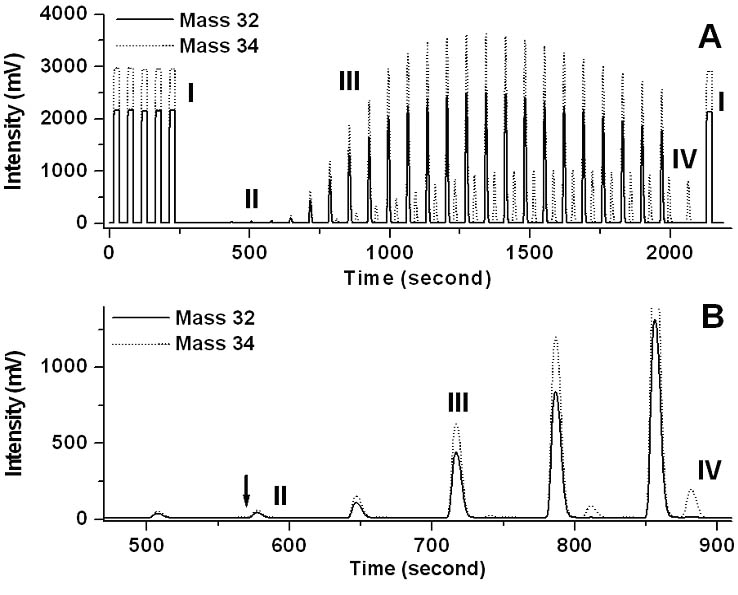 4000
3000
2000
1000
0
Intensity (mV)
Mass 32
Mass 34
A
I
II
III
IV
I
0 500 1000 1500 2000
Time (second)
Mass 32
Mass 34
B
1000
500
0
Intensity (mV)
II
III
IV
500 600 700 800 900
Time (second)